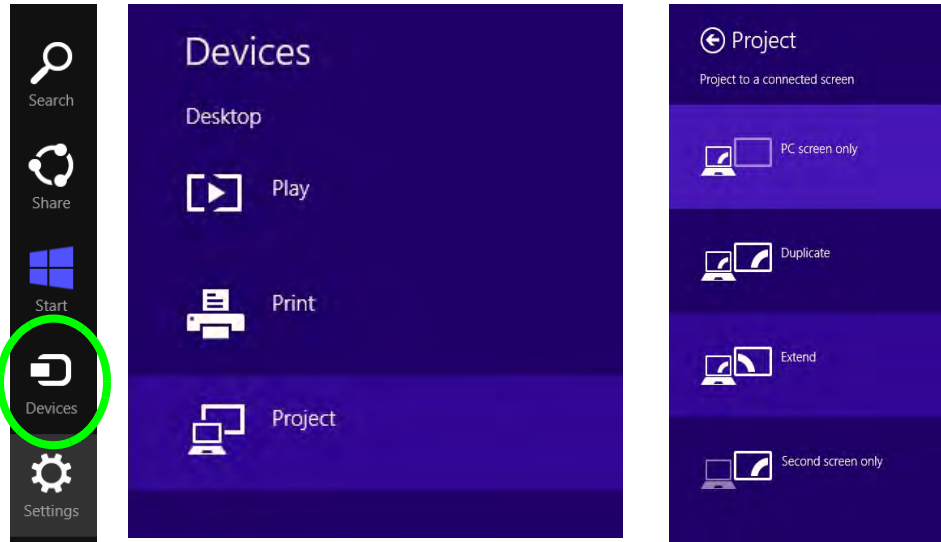 Search
Share
Start
Devices
Settings
Devices
Desktop
Play
Print
Project
Project
Project to a connected screen
PC screen only
Duplicate
Extend
Second screen only